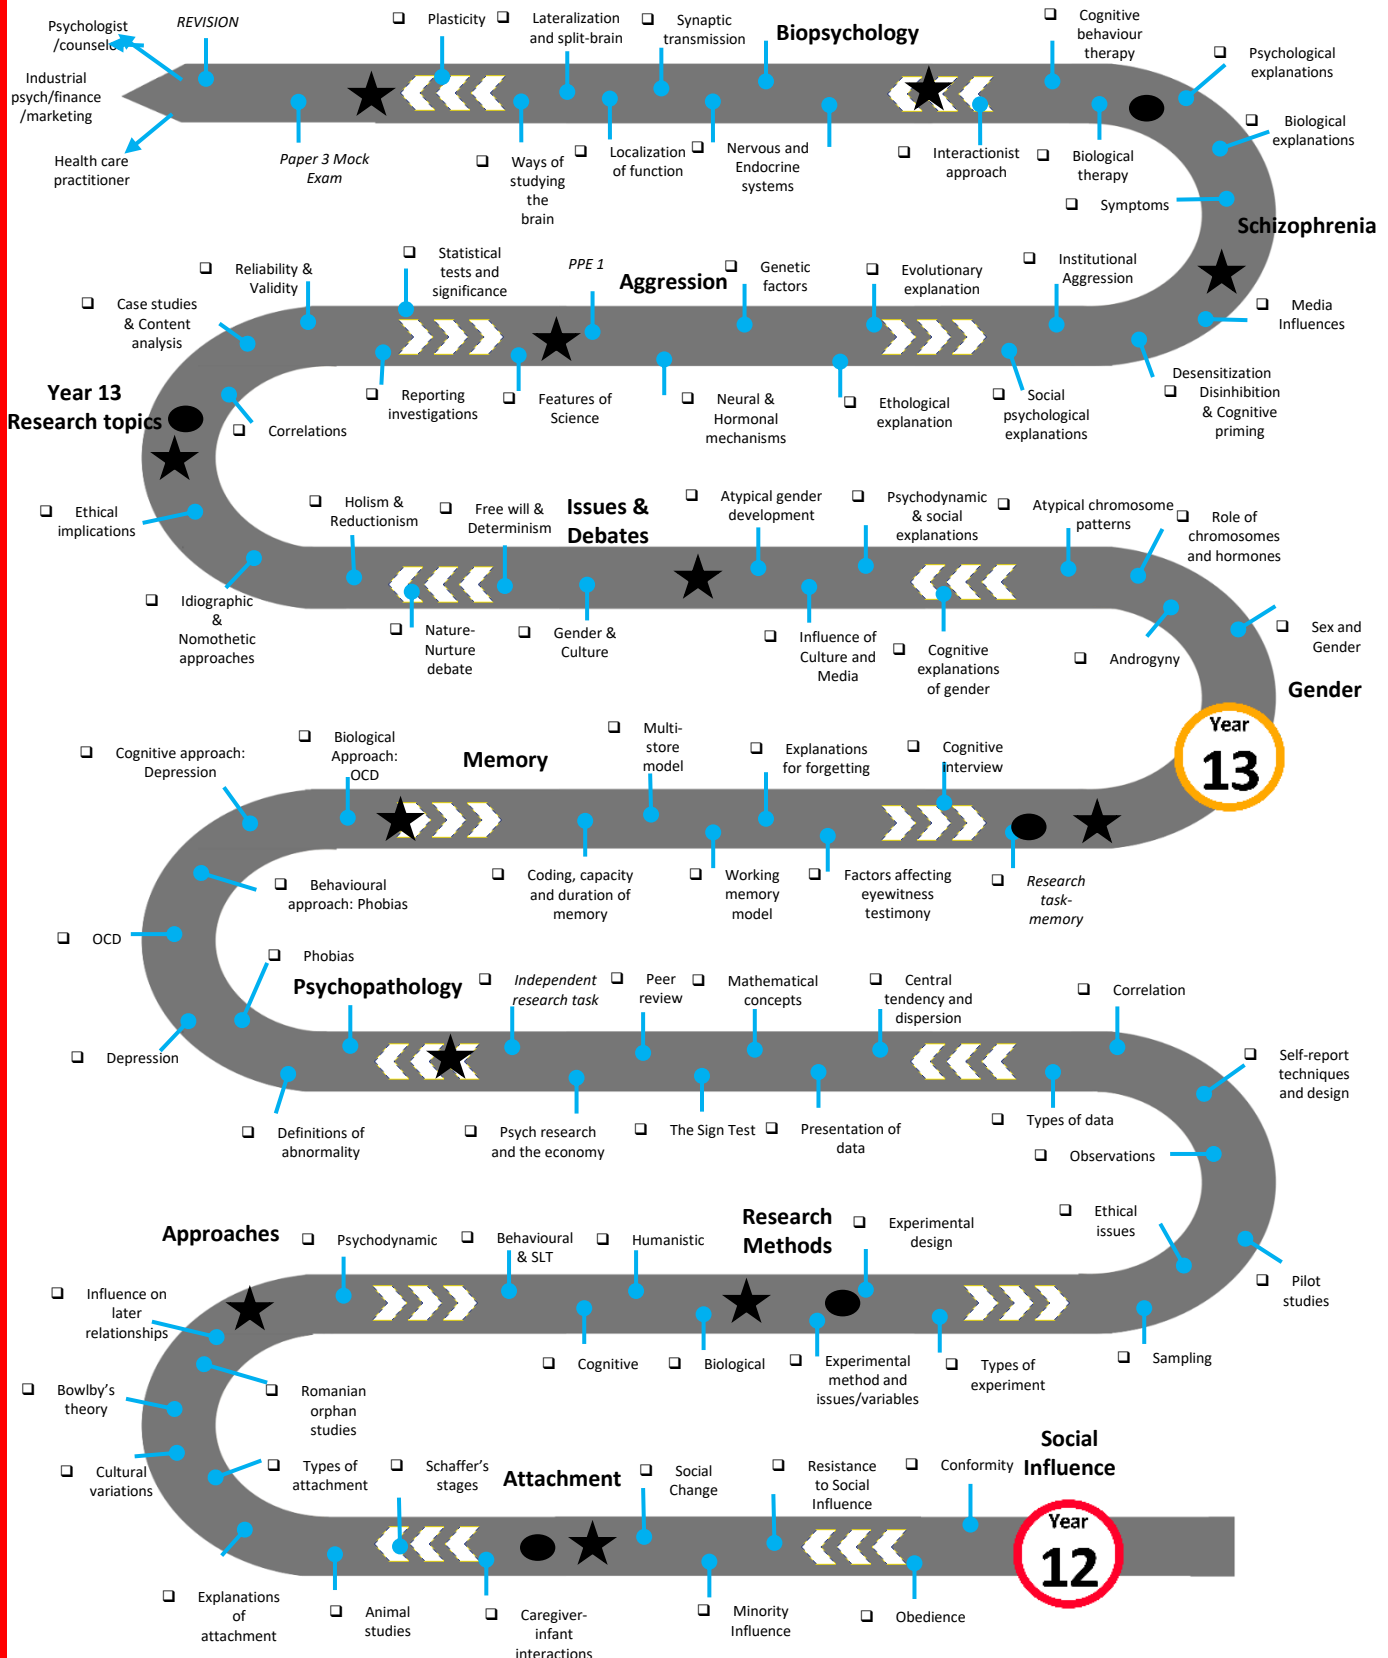 Psychologist
/counselor
REVISION
Plasticity
Lateralization
and split-brain
Synaptic
transmission
Biopsychology
Cognitive
behaviour
therapy
Psychological
explanations
Industrial
psych/finance
/marketing
Health care
practitioner
Paper 3 Mock
Exam
Ways of
studying
the
brain
Localization
of function
Nervous and
Endocrine
systems
Interactionist
approach
Biological
therapy
Biological
explanations
Symptoms
Schizophrenia
Reliability &
Validity
Statistical
tests and
significance
PPE 1
Aggression
Genetic
factors
Evolutionary
explanation
Institutional
Aggression
Media
Influences
Case studies
& Content
analysis
Year 13
Research topics
Correlations
Reporting
investigations
Features of
Science
Neural &
Hormonal
mechanisms
Ethological
explanation
Social
psychological
explanations
Desensitization
Disinhibition
& Cognitive
priming
Ethical
implications
Holism &
Reductionism
Free will &
Determinism
Issues &
Debates
Atypical gender
development
Psychodynamic
& social
explanations
Atypical chromosome
patterns
Role of
chromosomes
and hormones
Idiographic
&
Nomothetic
approaches
Nature-
Nurture
debate
Gender &
Culture
Influence of
Culture and
Media
Cognitive
explanations
of gender
Androgyny
Sex and
Gender
Gender
Year
13
Cognitive approach:
Depression
Biological
Approach:
OCD
Memory
Multi-
store
model
Explanations
for forgetting
Cognitive
interview
Behavioural
approach: Phobias
Coding, capacity
and duration of
memory
Working
memory
model
Factors affecting
eyewitness
testimony
Research
task-
memory
OCD
Phobias
Psychopathology
Independent
research task
Peer
review
Mathematical
concepts
Central
tendency and
dispersion
Correlation
Self-report
techniques
and design
Depression
Definitions of
abnormality
Psych research
and the economy
The Sign Test
Presentation of
data
Types of data
Observations
Ethical
issues
Pilot
studies
Approaches
Psychodynamic
Behavioural
& SLT
Humanistic
Research
Methods
Experimental
design
Influence on
later
relationships
Cognitive
Biological
Experimental
method and
issues/variables
Types of
experiment
Sampling
Bowlby's
theory
Romanian
orphan
studies
Cultural
variations
Types of
attachment
Schaffer's
stages
Attachment
Social
Change
Resistance
to Social
Influence
Conformity
Social
Influence
Year
12
Explanations
of
attachment
Animal
studies
Caregiver-
infant
interactions
Minority
Influence
Obedience